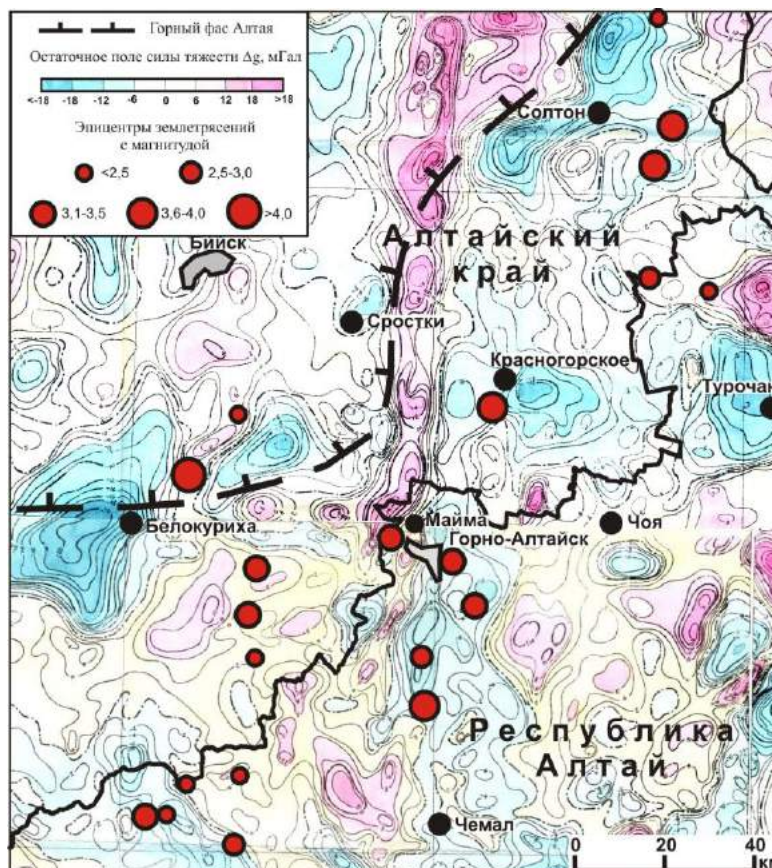 Горный фас Алтая
Остаточное поле силы тяжести Δg, мГал
<-18 -18 -12 -6 0 6 12 18 >18
Эпицентры землетрясений
с магнитудой
<2,5 2,5-3,0
3,1-3,5 3,6-4,0 >4,0
Солтон
Бийск
Алтайский
край
Сростки
Красногорское
Турочак
Белокуриха
Майма
Чоя
Горно-Алтайск
Республика
Алтай
Чемал
0 20 40